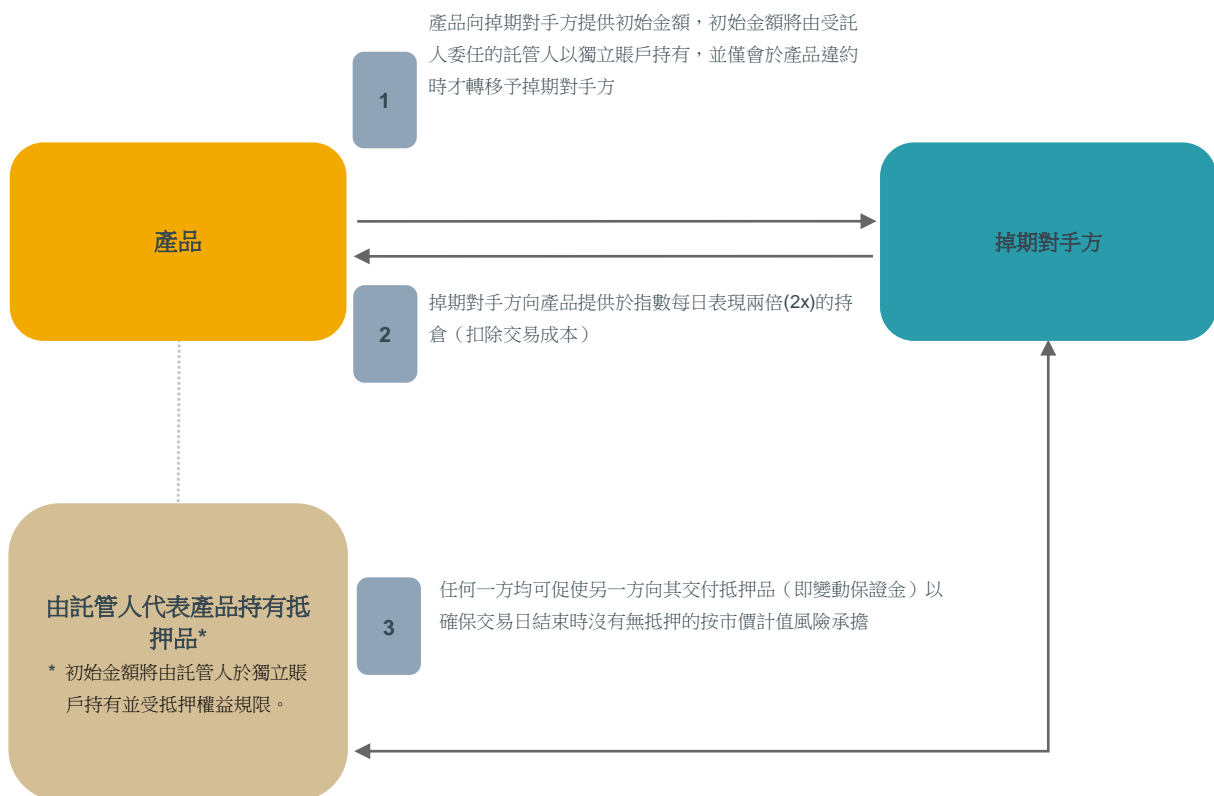 產品向掉期對手方提供初始金額，初始金額將由受託
人委任的託管人以獨立賬戶持有，並僅會於產品違約
時才轉移予掉期對手方
1
產品
掉期對手方
掉期對手方向產品提供於指數每日表現兩倍(2x)的持
倉（扣除交易成本）
2
由託管人代表產品持有抵
押品*
* 初始金額將由託管人於獨立賬
戶持有並受抵押權益規限。
3
任何一方均可促使另一方向其交付抵押品（即變動保證金）以
確保交易日結束時沒有無抵押的按市價計值風險承擔